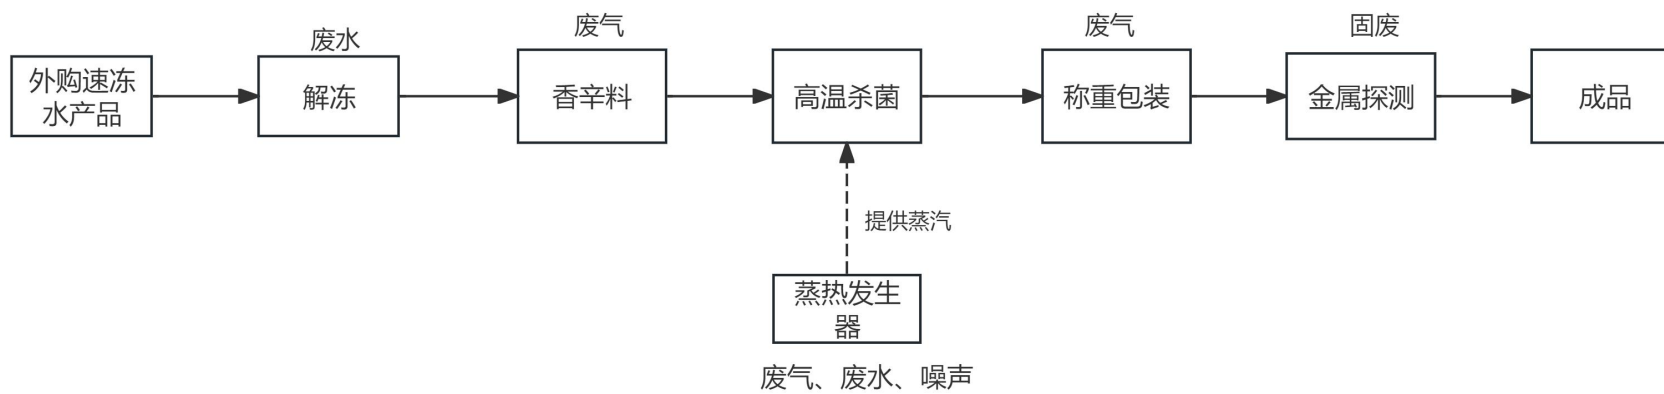 废水
废气
废气
固废
外购速冻
水产品
解冻
香辛料
高温杀菌
称重包装
金属探测
成品
提供蒸汽
蒸热发生
器
废气、废水、噪声